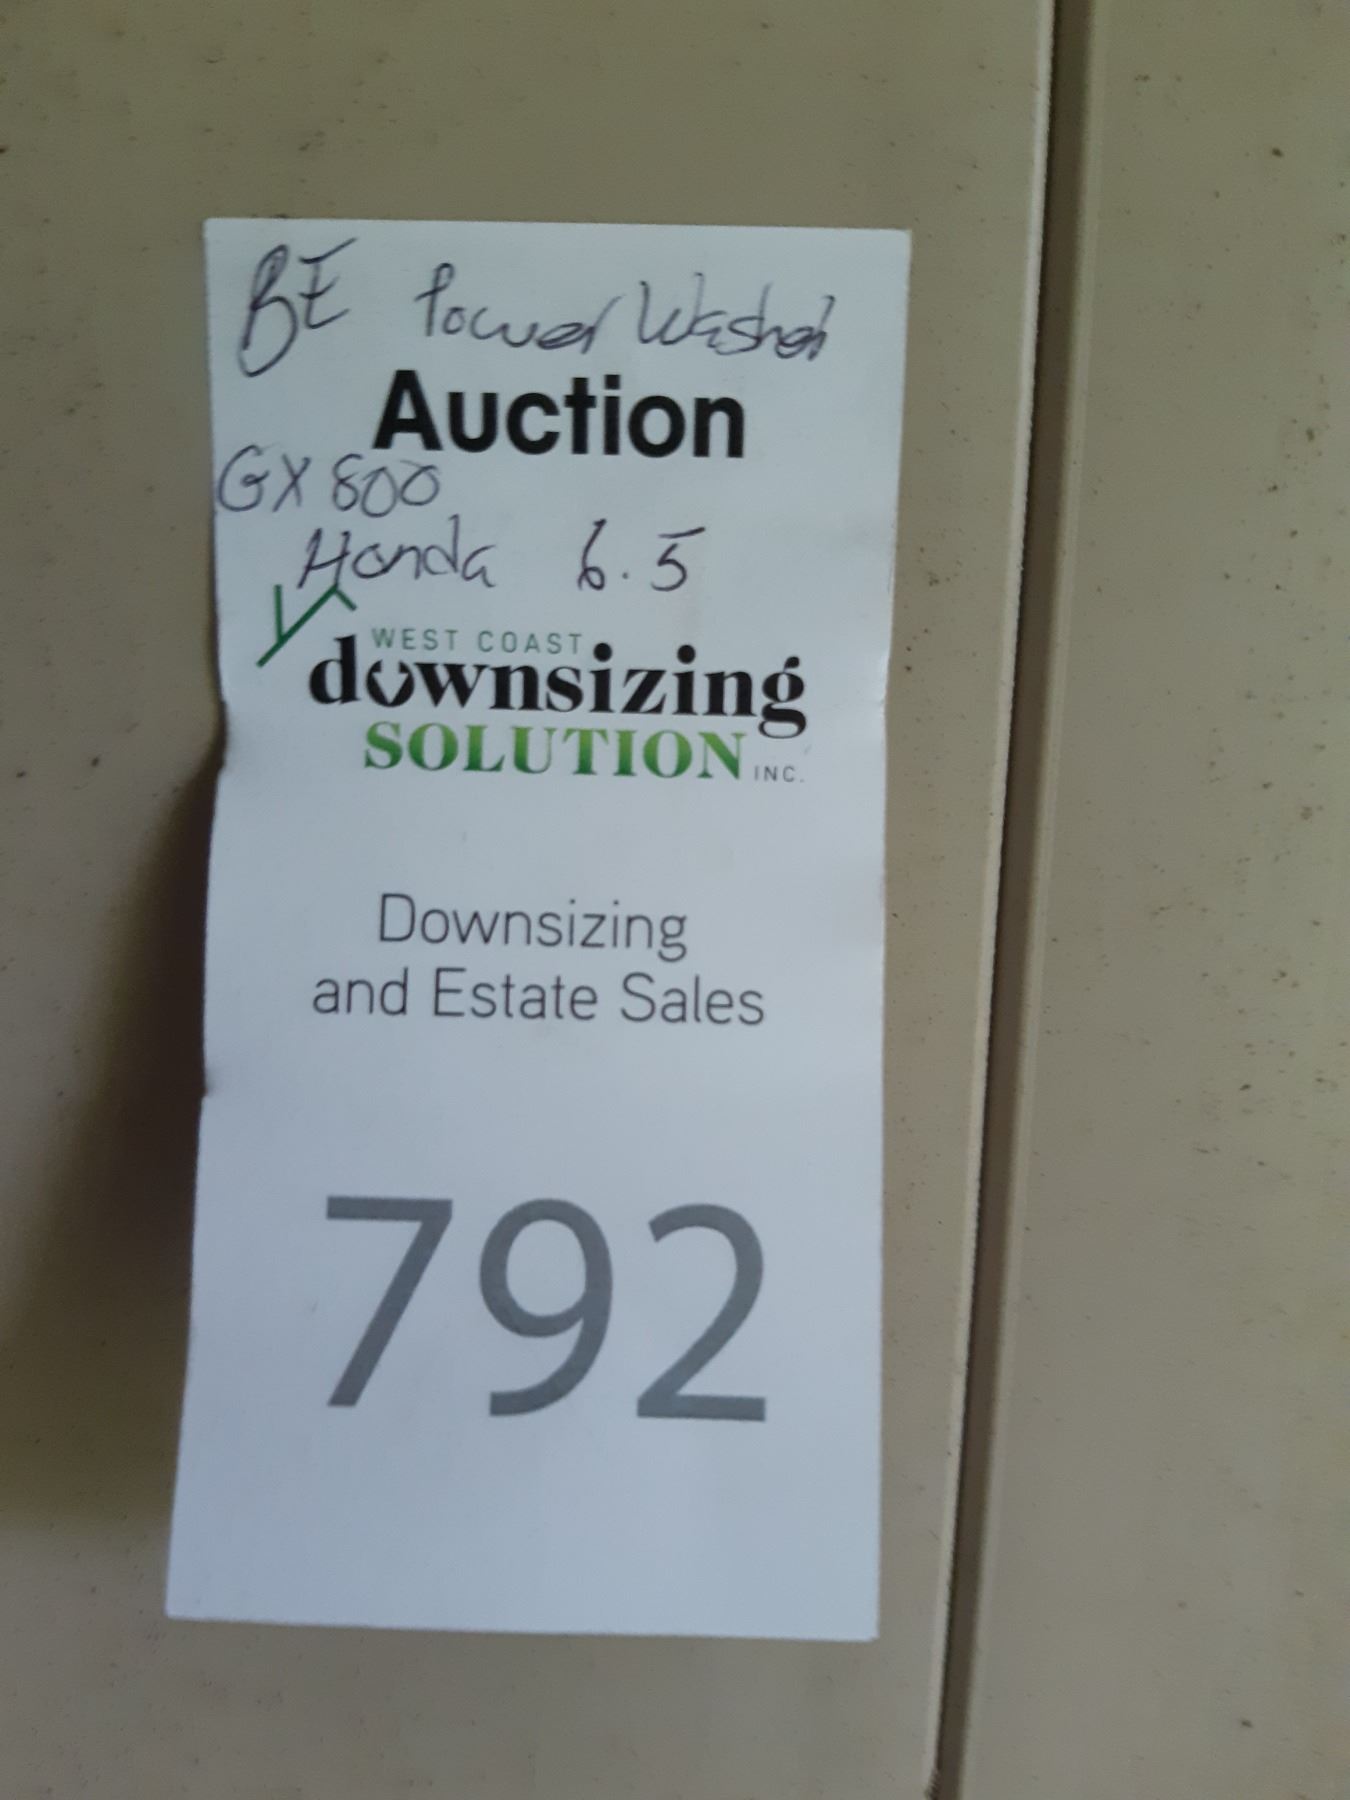 BE Power Washer
Auction
GX 800
Honda 6.5
WEST COAST
downsizing
SOLUTION INC.
Downsizing
and Estate Sales
792